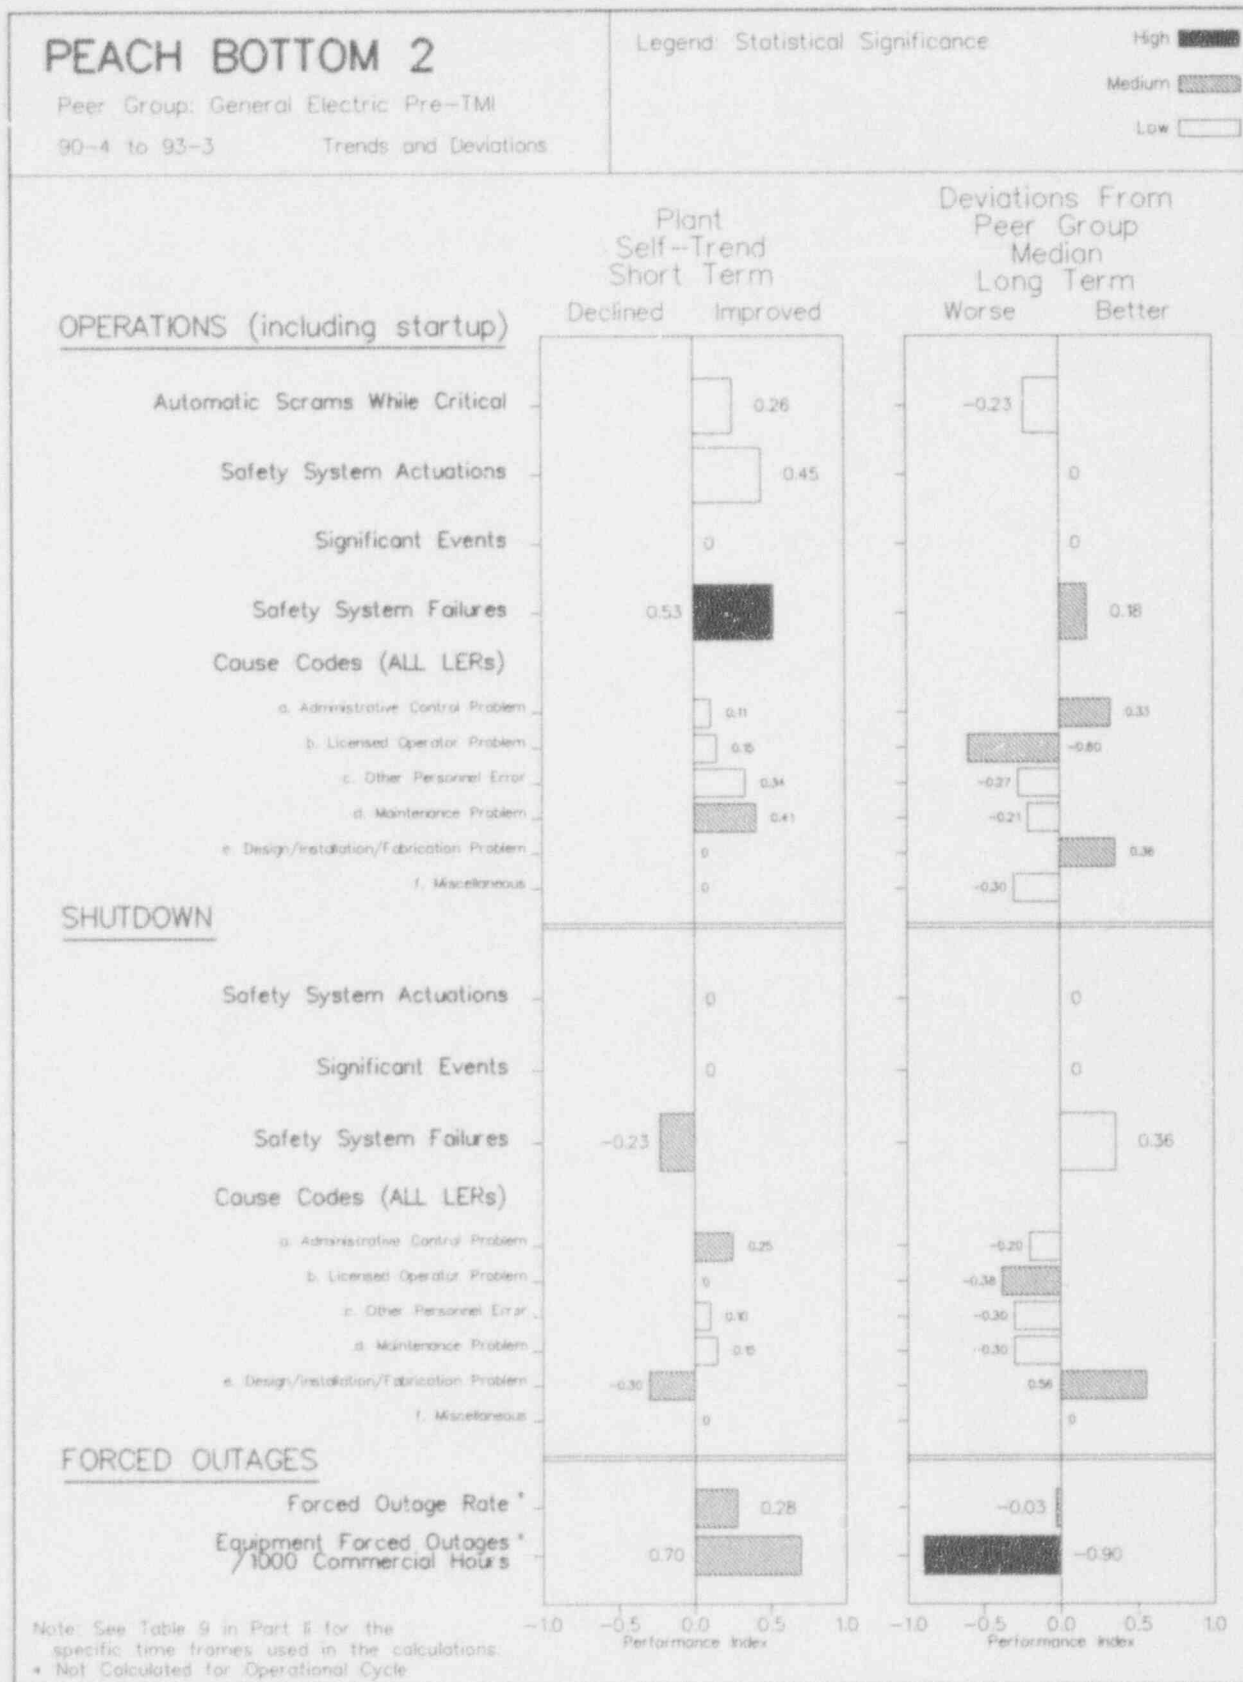 PEACH BOTTOM 2
Peer Group: General Electric Pre-TMI
90-4 to 93-3 Trends and Deviations
Legend: Statistical Significance
High
Medium
Low
Plant
Self-Trend
Short Term
Declined Improved
Deviations From
Peer Group
Median
Long Term
Worse Better
OPERATIONS (including startup)
Automatic Scrams While Critical 0.26 -0.23
Safety System Actuations 0.45 0
Significant Events 0 0
Safety System Failures 0.53 0.18
Cause Codes (ALL LERs)
a. Administrative Control Problem 0.11 0.33
b. Licensed Operator Problem 0.15 -0.60
c. Other Personnel Error 0.34 -0.27
d. Maintenance Problem 0.41 -0.21
e. Design/Installation/Fabrication Problem 0 0.36
f. Miscellaneous 0 -0.30
SHUTDOWN
Safety System Actuations 0 0
Significant Events 0 0
Safety System Failures -0.23 0.36
Cause Codes (ALL LERs)
a. Administrative Control Problem 0.25 -0.20
b. Licensed Operator Problem 0 -0.38
c. Other Personnel Error 0.10 -0.30
d. Maintenance Problem 0.15 -0.30
e. Design/Installation/Fabrication Problem -0.30 0.56
f. Miscellaneous 0 0
FORCED OUTAGES
Forced Outage Rate * 0.28 -0.03
Equipment Forced Outages *
/1000 Commercial Hours 0.70 -0.90
-1.0 -0.5 0.0 0.5 1.0
Performance Index
-1.0 -0.5 0.0 0.5 1.0
Performance Index
Note: See Table 9 in Part II for the
specific time frames used in the calculations.
* Not Calculated for Operational Cycle